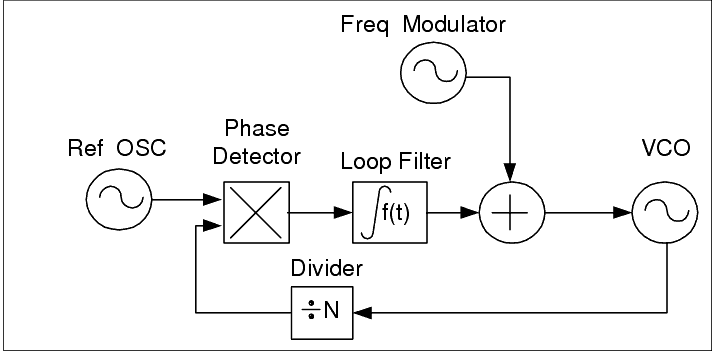 Freq Modulator
Phase
Detector
Ref OSC
Loop Filter
VCO
∫f(t)
+
Divider
÷N